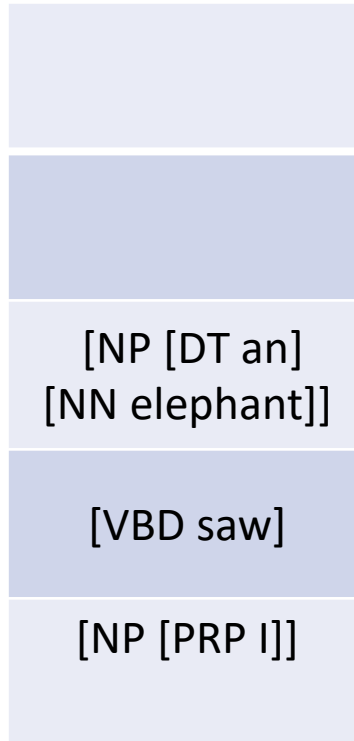 [NP [DT an]
[NN elephant]]
[VBD saw]
[NP [PRP I]]